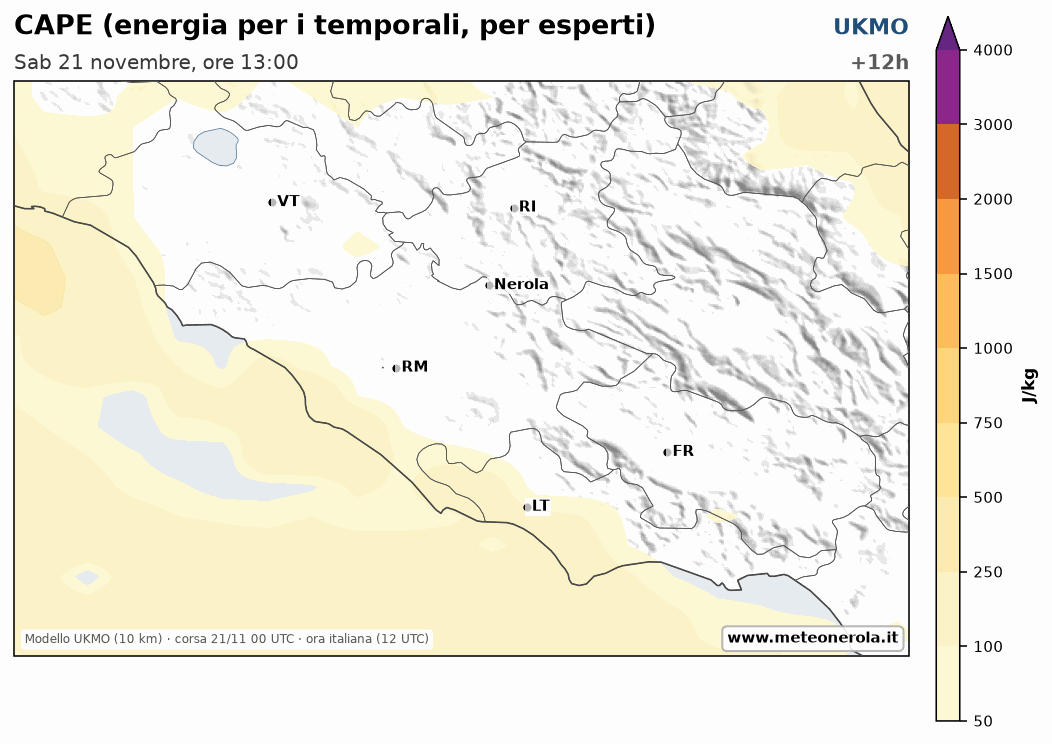 CAPE (energia per i temporali, per esperti)
UKMO
Sab 21 novembre, ore 13:00
+12h
VT
RI
Nerola
RM
FR
LT
Modello UKMO (10 km) · corsa 21/11 00 UTC · ora italiana (12 UTC)
www.meteonerola.it
4000
3000
2000
1500
1000
750
500
250
100
50
J/kg